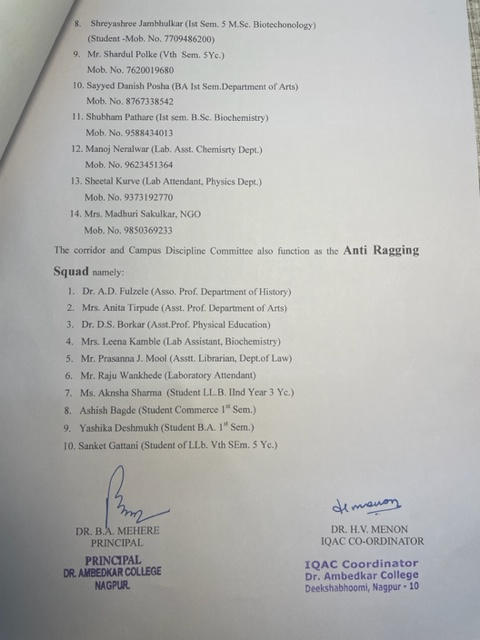 8. Shreyashree Jambhulkar (Ist Sem. 5 M.Sc. Biotechonology)
(Student -Mob. No. 7709486200)
9. Mr. Shardul Polke (Vth Sem. 5Yc.)
Mob. No. 7620019680
10. Sayyed Danish Posha (BA Ist Sem.Department of Arts)
Mob. No. 8767338542
11. Shubham Pathare (Ist sem. B.Sc. Biochemistry)
Mob. No. 9588434013
12. Manoj Neralwar (Lab. Asst. Chemisrty Dept.)
Mob. No. 9623451364
13. Sheetal Kurve (Lab Attendant, Physics Dept.)
Mob. No. 9373192770
14. Mrs. Madhuri Sakulkar, NGO
Mob. No. 9850369233
The corridor and Campus Discipline Committee also function as the Anti Ragging
Squad namely:
1. Dr. A.D. Fulzele (Asso. Prof. Department of History)
2. Mrs. Anita Tirpude (Asst. Prof. Department of Arts)
3. Dr. D.S. Borkar (Asst.Prof. Physical Education)
4. Mrs. Leena Kamble (Lab Assistant, Biochemistry)
5. Mr. Prasanna J. Mool (Asstt. Librarian, Dept.of Law)
6. Mr. Raju Wankhede (Laboratory Attendant)
7. Ms. Aknsha Sharma (Student LL.B. IInd Year 3 Yc.)
8. Ashish Bagde (Student Commerce 1st Sem.)
9. Yashika Deshmukh (Student B.A. 1st Sem.)
10. Sanket Gattani (Student of LLb. Vth SEm. 5 Yc.)
DR. B.A. MEHERE
PRINCIPAL
PRINCIPAL
DR. AMBEDKAR COLLEGE
NAGPUR.
DR. H.V. MENON
IQAC CO-ORDINATOR
IQAC Coordinator
Dr. Ambedkar College
Deekshabhoomi, Nagpur - 10